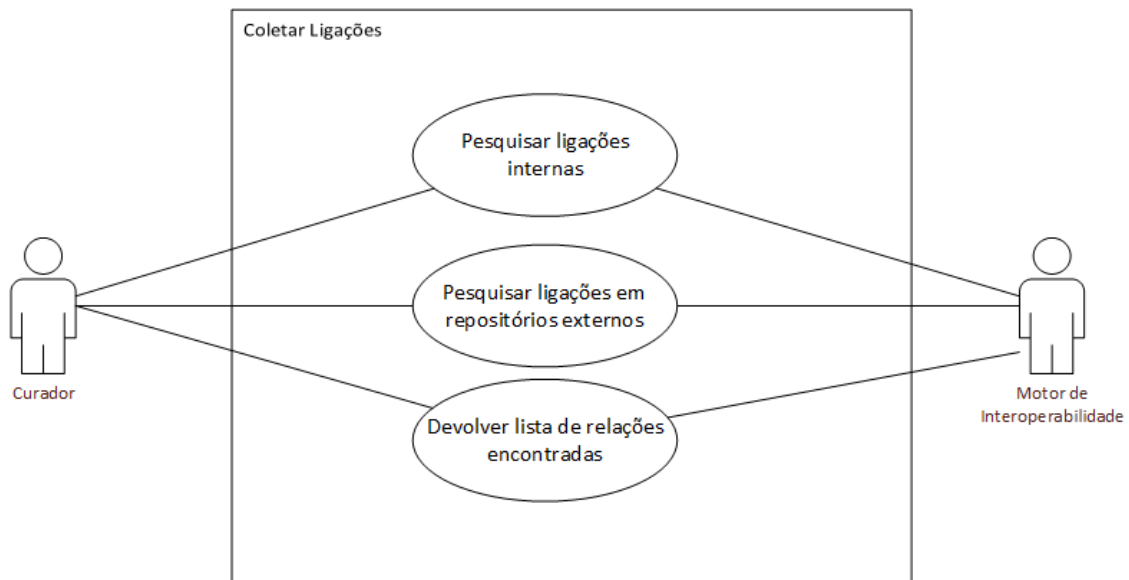 Coletar Ligações
Pesquisar ligações
internas
Pesquisar ligações em
repositórios externos
Devolver lista de relações
encontradas
Curador
Motor de
Interoperabilidade